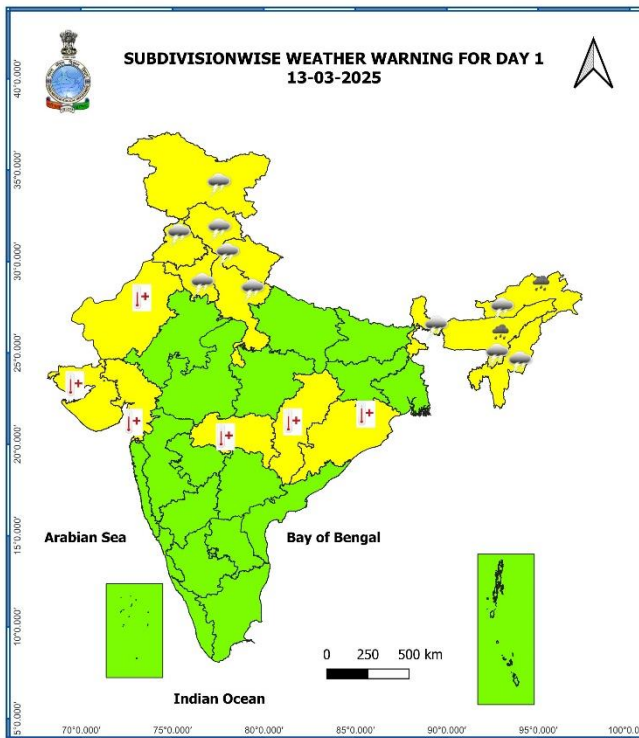 SUBDIVISIONWISE WEATHER WARNING FOR DAY 1
13-03-2025
40°0.000'
35°0.000'
30°0.000'
25°0.000'
20°0.000'
15°0.000'
10°0.000'
5°0.000'
Arabian Sea
Bay of Bengal
0 250 500 km
Indian Ocean
70°0.000' 75°0.000' 80°0.000' 85°0.000' 90°0.000' 95°0.000' 100°0.000'